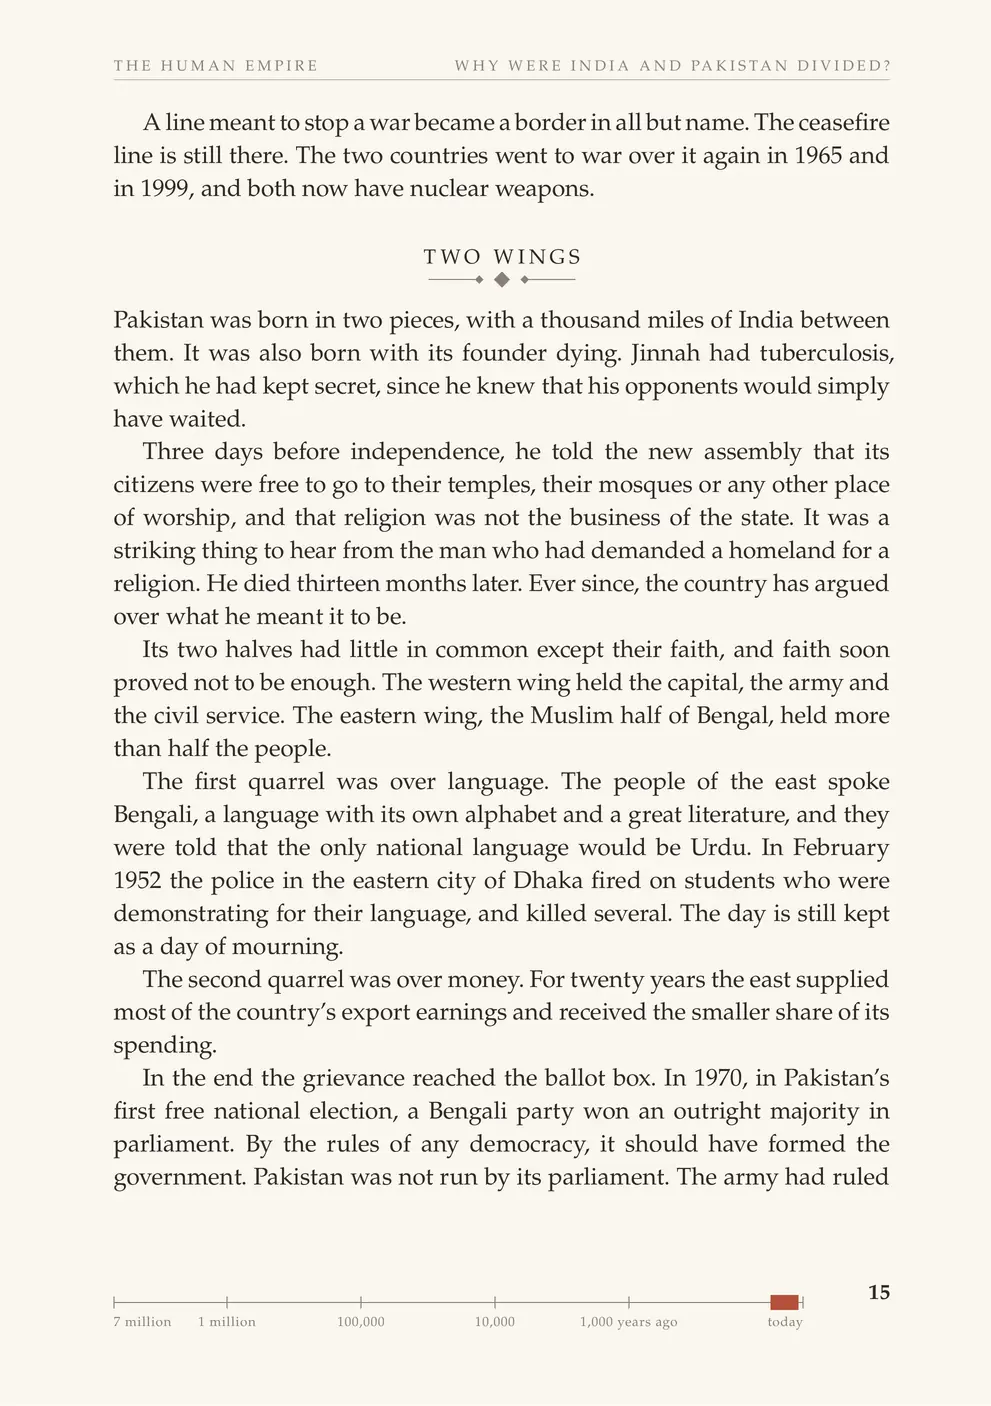 THE HUMAN EMPIRE
WHY WERE INDIA AND PAKISTAN DIVIDED?
A line meant to stop a war became a border in all but name. The ceasefire
line is still there. The two countries went to war over it again in 1965 and
in 1999, and both now have nuclear weapons.
TWO WINGS
Pakistan was born in two pieces, with a thousand miles of India between
them. It was also born with its founder dying. Jinnah had tuberculosis,
which he had kept secret, since he knew that his opponents would simply
have waited.
Three days before independence, he told the new assembly that its
citizens were free to go to their temples, their mosques or any other place
of worship, and that religion was not the business of the state. It was a
striking thing to hear from the man who had demanded a homeland for a
religion. He died thirteen months later. Ever since, the country has argued
over what he meant it to be.
Its two halves had little in common except their faith, and faith soon
proved not to be enough. The western wing held the capital, the army and
the civil service. The eastern wing, the Muslim half of Bengal, held more
than half the people.
The first quarrel was over language. The people of the east spoke
Bengali, a language with its own alphabet and a great literature, and they
were told that the only national language would be Urdu. In February
1952 the police in the eastern city of Dhaka fired on students who were
demonstrating for their language, and killed several. The day is still kept
as a day of mourning.
The second quarrel was over money. For twenty years the east supplied
most of the country’s export earnings and received the smaller share of its
spending.
In the end the grievance reached the ballot box. In 1970, in Pakistan’s
first free national election, a Bengali party won an outright majority in
parliament. By the rules of any democracy, it should have formed the
government. Pakistan was not run by its parliament. The army had ruled
15
7 million 1 million 100,000 10,000 1,000 years ago today